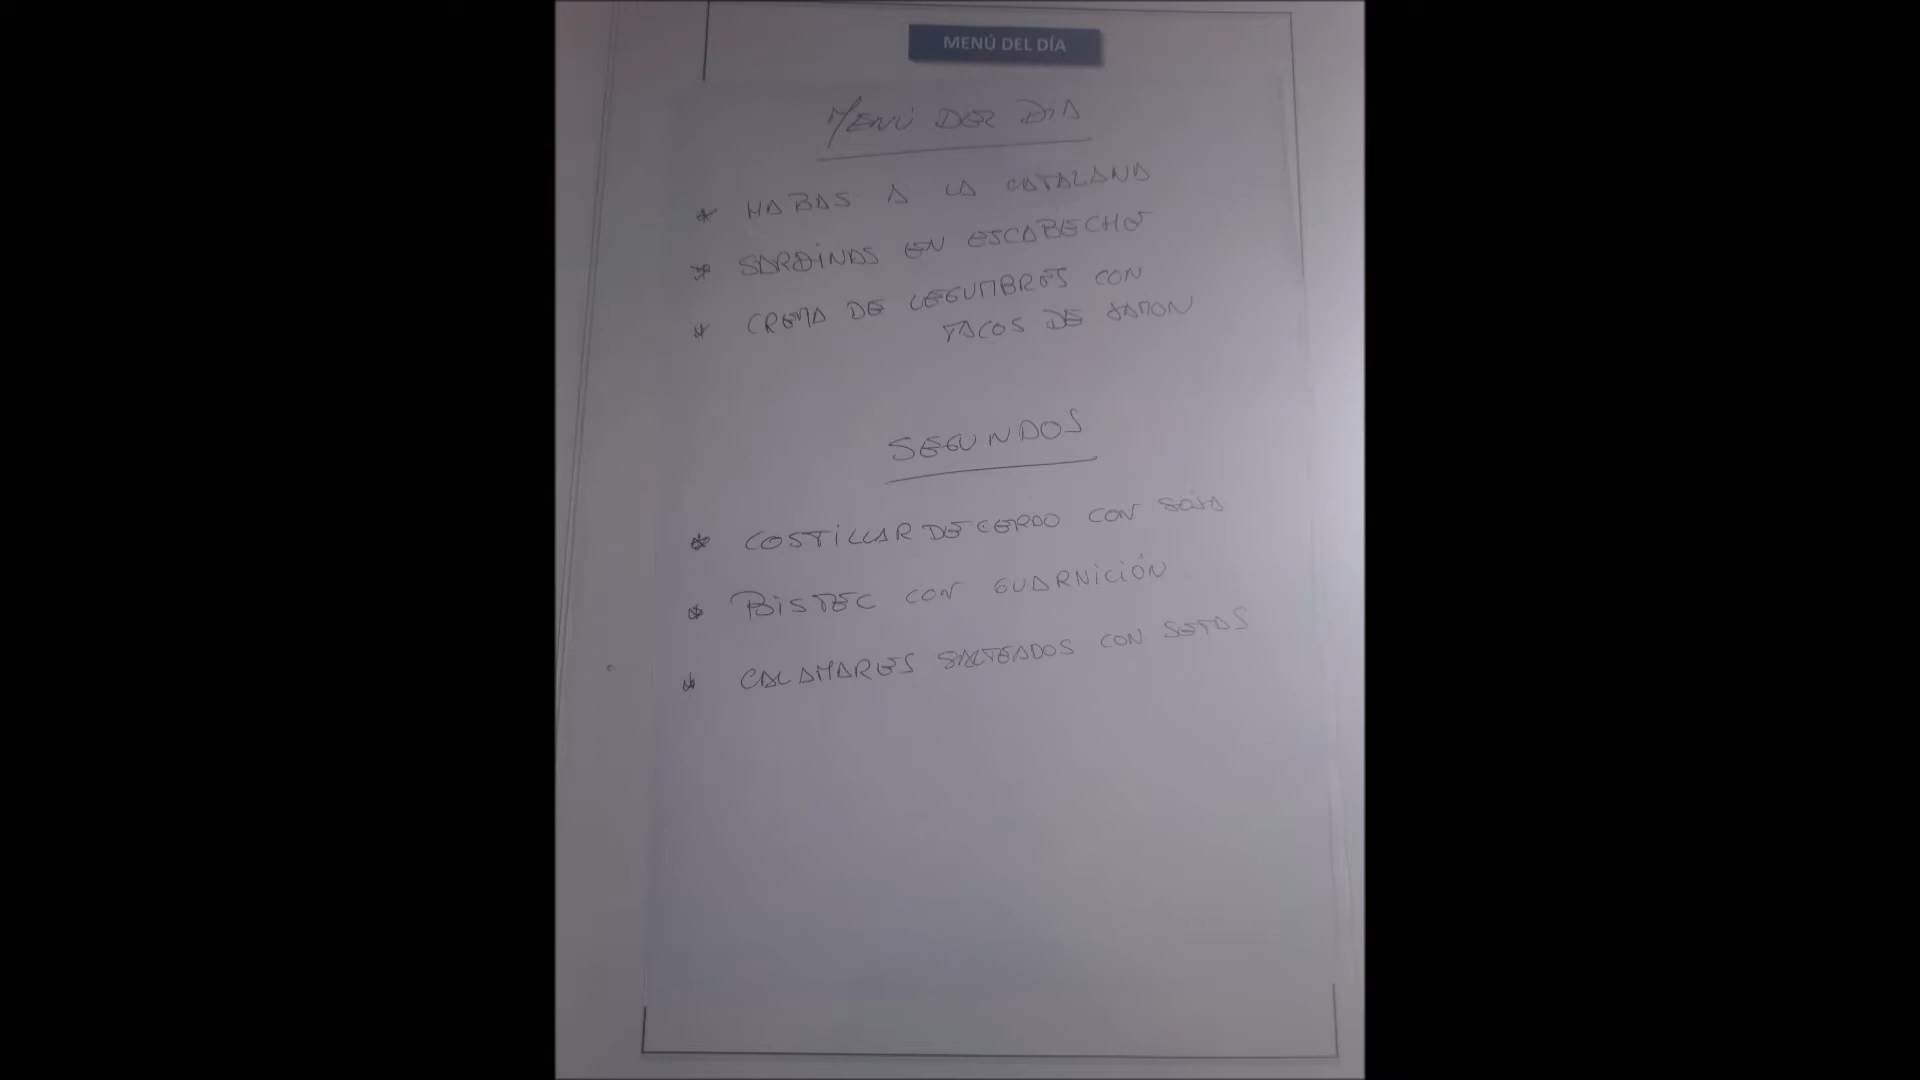 MENÚ DEL DÍA
MENÚ DEL DIA
* HABAS A LA CATALANA
* SARDINAS EN ESCABECHE
* CREMA DE LEGUMBRES CON
TACOS DE JAMON
SEGUNDOS
* COSTILLAR DE CERDO CON SOJA
* BISTEC CON GUARNICIÓN
* CALAMARES SALTEADOS CON SETAS